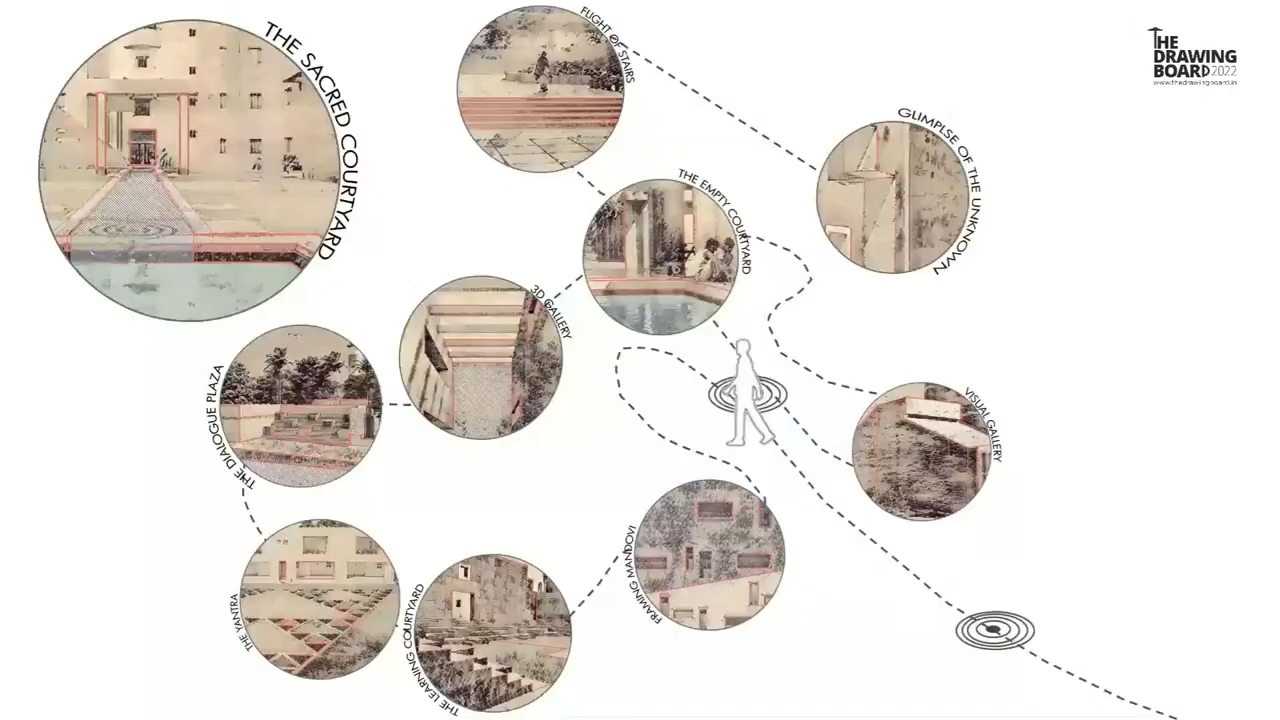 THE SACRED COURTYARD
FLIGHT OF STAIRS
THE
DRAWING
BOARD 2022
www.thedrawingboard.in
GLIMPLSE OF THE UNKNOWN
THE EMPTY COURTYARD
3D GALLERY
THE DIALOGUE PLAZA
VISUAL GALLERY
FRAMING MANDOVI
THE YANTRA
THE LEARNING COURTYARD